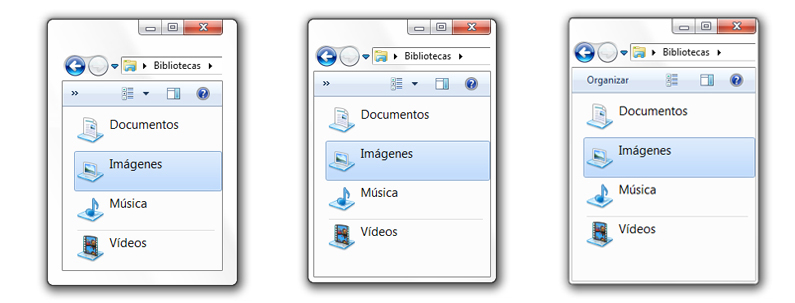 Bibliotecas
»
Documentos
Imágenes
Música
Vídeos
Bibliotecas
»
Documentos
Imágenes
Música
Vídeos
Bibliotecas
Organizar
Documentos
Imágenes
Música
Vídeos